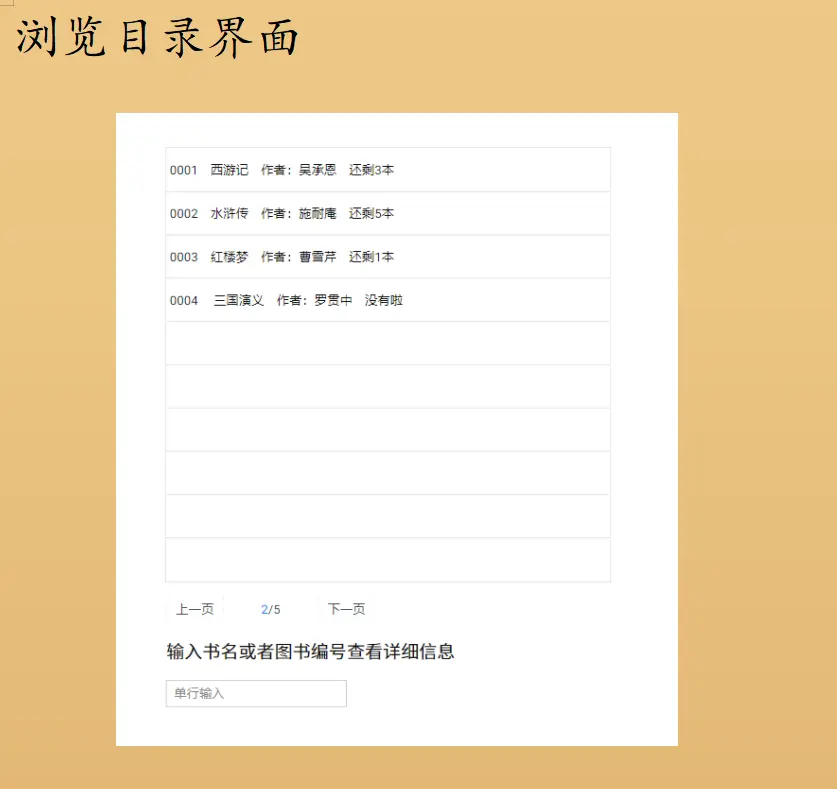 浏览目录界面
0001 西游记 作者：吴承恩 还剩3本
0002 水浒传 作者：施耐庵 还剩5本
0003 红楼梦 作者：曹雪芹 还剩1本
0004 三国演义 作者：罗贯中 没有啦
上一页 2/5 下一页
输入书名或者图书编号查看详细信息
单行输入